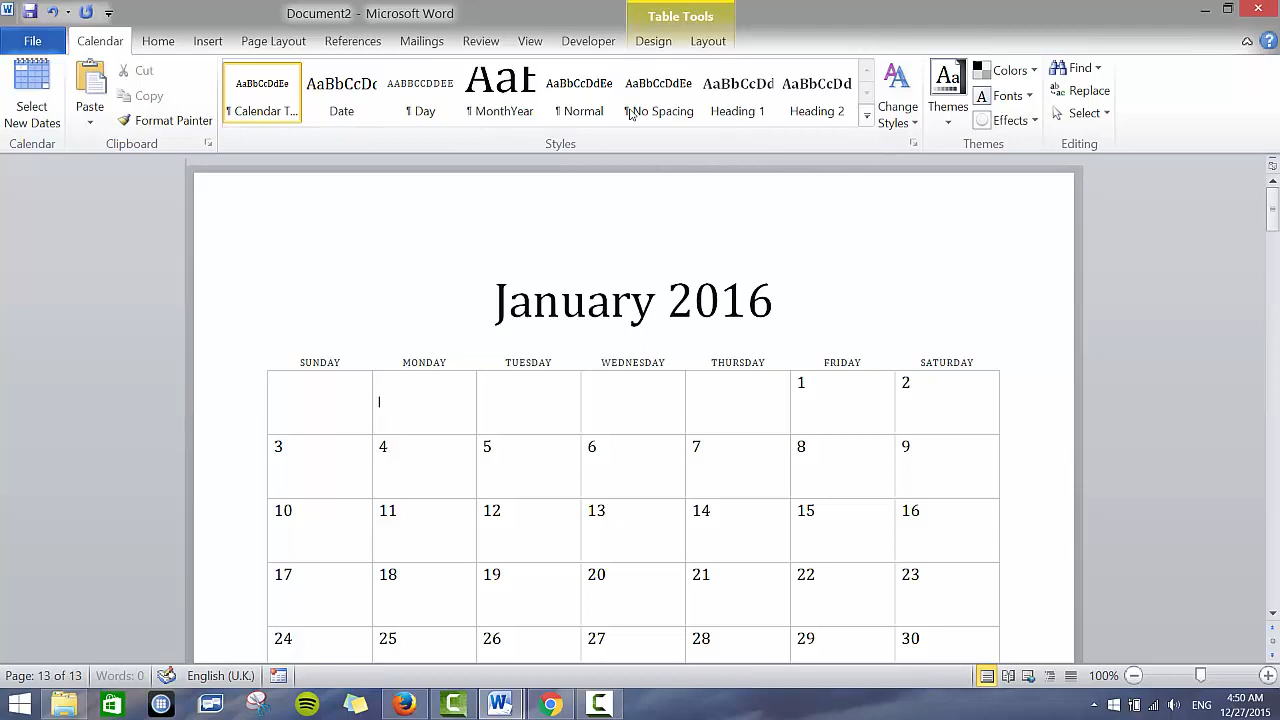 Document2 - Microsoft Word
Table Tools
File Calendar Home Insert Page Layout References Mailings Review View Developer Design Layout
Select New Dates
Calendar
Paste
Cut
Copy
Format Painter
Clipboard
AaBbCcDdEe AaBbCcDc AABBCCDDEE AaB AaBbCcDdEe AaBbCcDdEe AaBbCcDd AaBbCcDd
¶ Calendar T... Date ¶ Day ¶ MonthYear ¶ Normal ¶ No Spacing Heading 1 Heading 2
Change Styles
Styles
Aa
Themes
Colors
Fonts
Effects
Themes
Find
Replace
Select
Editing
January 2016
SUNDAY MONDAY TUESDAY WEDNESDAY THURSDAY FRIDAY SATURDAY
1 2
3 4 5 6 7 8 9
10 11 12 13 14 15 16
17 18 19 20 21 22 23
24 25 26 27 28 29 30
Page: 13 of 13 Words: 0 English (U.K.) 100%
ENG
4:50 AM
12/27/2015